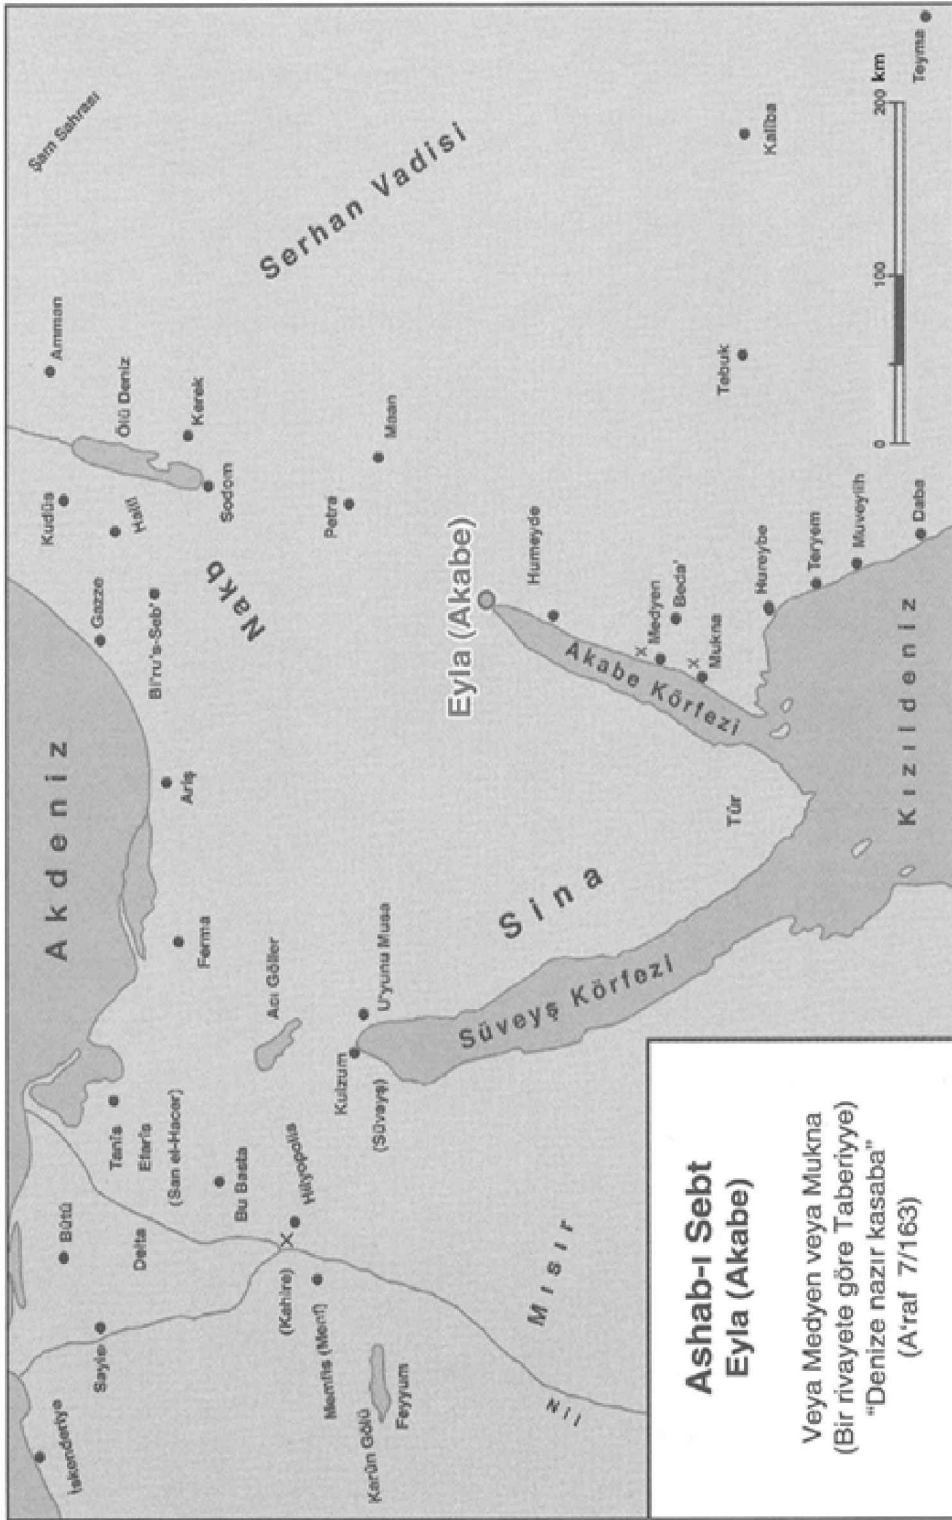 Şam Sahrası
Akdeniz
Kudüs
Amman
Halil
Ölü Deniz
Kerek
Sodom
Gazze
Bi'ru's-Seb'
Nakb
Serhan Vadisi
Ariş
Ferma
Petra
Maan
İskenderiye
Sayis
Bûtû
Delta
Tanis
Efaris
(San el-Hacer)
Bu Basta
Acı Göller
Hilyopolis
(Kahire)
Memfis (Menf)
Karûn Gölü
Feyyum
Kulzum
(Süveyş)
U'yunu Musa
Eyla (Akabe)
Humeyde
Sina
Süveyş Körfezi
Akabe Körfezi
Medyen
Beda'
Mukna
Tûr
Hureybe
Teryem
Muveylih
Daba
Tebuk
Kalîba
Teyma
Mısır
Nil
Kızıldeniz
0 100 200 km
Ashab-ı Sebt
Eyla (Akabe)
Veya Medyen veya Mukna
(Bir rivayete göre Taberiyye)
“Denize nazır kasaba”
(A'raf 7/163)